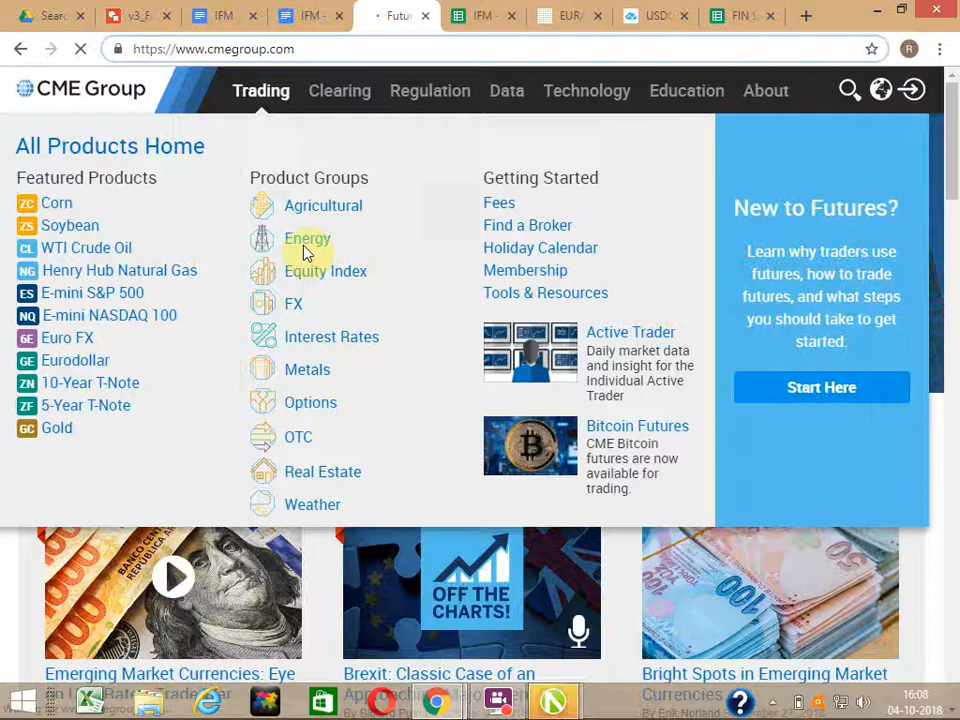 Searc
v3_F
IFM
IFM -
Futu
IFM -
EUR/
USD
FIN I
https://www.cmegroup.com
R
CME Group
Trading
Clearing
Regulation
Data
Technology
Education
About
All Products Home
Featured Products
ZC Corn
ZS Soybean
CL WTI Crude Oil
NG Henry Hub Natural Gas
ES E-mini S&P 500
NQ E-mini NASDAQ 100
6E Euro FX
GE Eurodollar
ZN 10-Year T-Note
ZF 5-Year T-Note
GC Gold
Product Groups
Agricultural
Energy
Equity Index
FX
Interest Rates
Metals
Options
OTC
Real Estate
Weather
Getting Started
Fees
Find a Broker
Holiday Calendar
Membership
Tools & Resources
Active Trader
Daily market data
and insight for the
Individual Active
Trader
Bitcoin Futures
CME Bitcoin
futures are now
available for
trading.
New to Futures?
Learn why traders use
futures, how to trade
futures, and what steps
you should take to get
started.
Start Here
OFF THE
CHARTS!
100
Emerging Market Currencies: Eye
Brexit: Classic Case of an
Bright Spots in Emerging Market
Currencies
16:08
04-10-2018